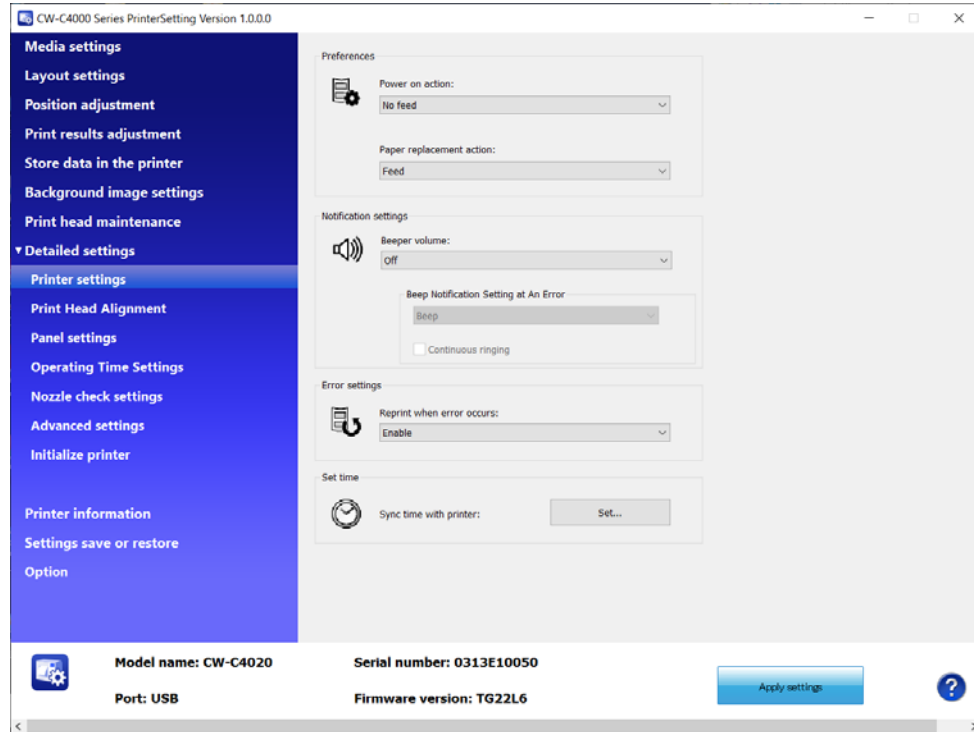 CW-C4000 Series PrinterSetting Version 1.0.0.0
Media settings
Layout settings
Position adjustment
Print results adjustment
Store data in the printer
Background image settings
Print head maintenance
Detailed settings
Printer settings
Print Head Alignment
Panel settings
Operating Time Settings
Nozzle check settings
Advanced settings
Initialize printer
Printer information
Settings save or restore
Option
Preferences
Power on action:
No feed
Paper replacement action:
Feed
Notification settings
Beeper volume:
Off
Beep Notification Setting at An Error
Beep
Continuous ringing
Error settings
Reprint when error occurs:
Enable
Set time
Sync time with printer:
Set...
Model name: CW-C4020
Serial number: 0313E10050
Port: USB
Firmware version: TG22L6
Apply settings
?